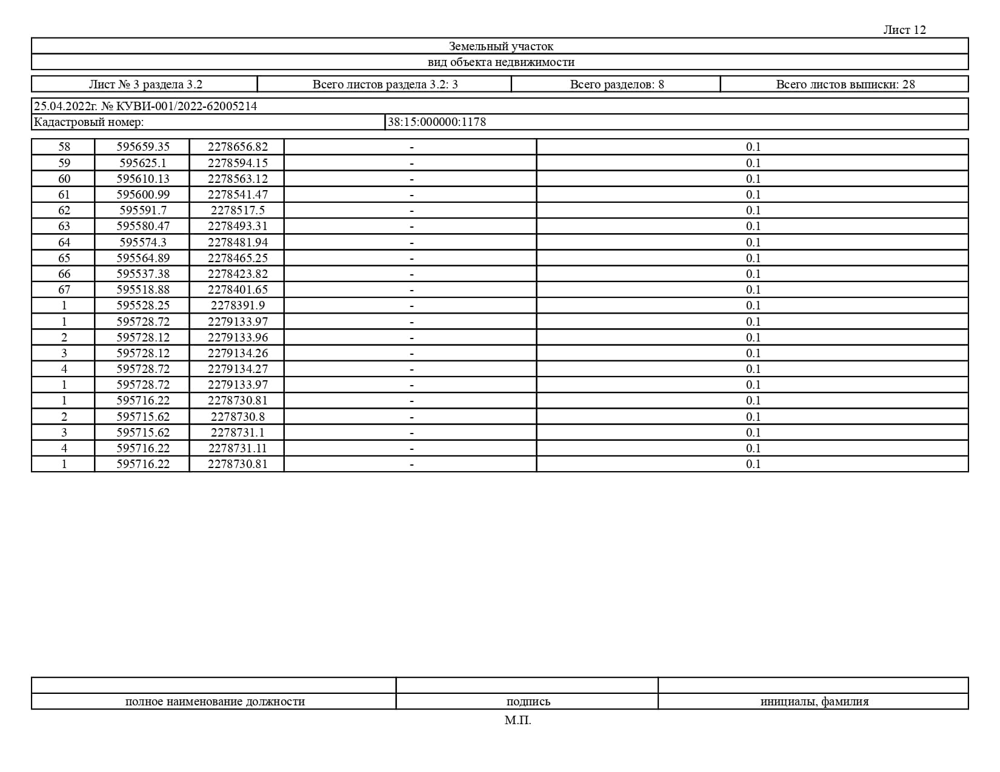 Лист 12
Земельный участок
вид объекта недвижимости
Лист № 3 раздела 3.2 Всего листов раздела 3.2: 3 Всего разделов: 8 Всего листов выписки: 28
25.04.2022г. № КУВИ-001/2022-62005214
Кадастровый номер: 38:15:000000:1178
58 595659.35 2278656.82 - 0.1
59 595625.1 2278594.15 - 0.1
60 595610.13 2278563.12 - 0.1
61 595600.99 2278541.47 - 0.1
62 595591.7 2278517.5 - 0.1
63 595580.47 2278493.31 - 0.1
64 595574.3 2278481.94 - 0.1
65 595564.89 2278465.25 - 0.1
66 595537.38 2278423.82 - 0.1
67 595518.88 2278401.65 - 0.1
1 595528.25 2278391.9 - 0.1
1 595728.72 2279133.97 - 0.1
2 595728.12 2279133.96 - 0.1
3 595728.12 2279134.26 - 0.1
4 595728.72 2279134.27 - 0.1
1 595728.72 2279133.97 - 0.1
1 595716.22 2278730.81 - 0.1
2 595715.62 2278730.8 - 0.1
3 595715.62 2278731.1 - 0.1
4 595716.22 2278731.11 - 0.1
1 595716.22 2278730.81 - 0.1
полное наименование должности подпись инициалы, фамилия
М.П.